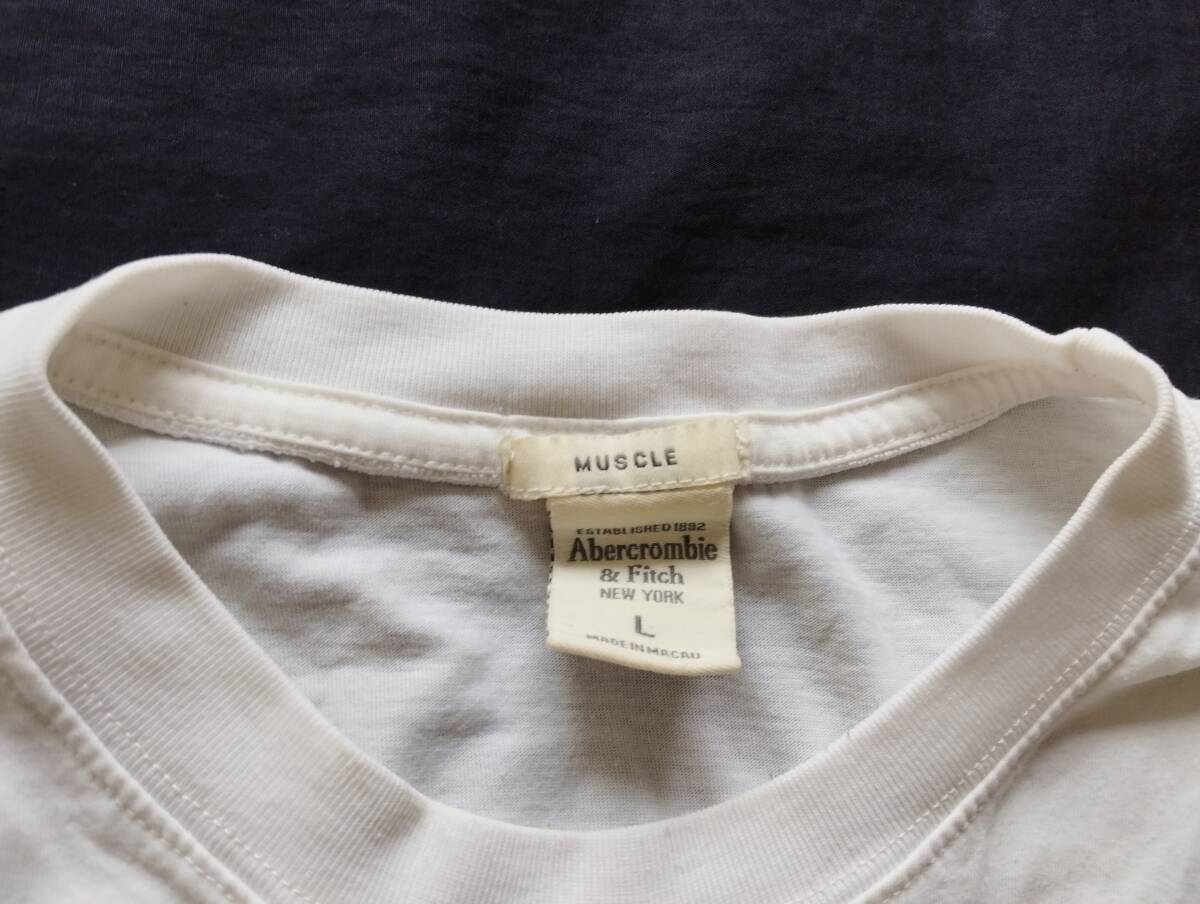 MUSCLE
ESTABLISHED 1892
Abercrombie
& Fitch
NEW YORK
L
MADE IN MACAU